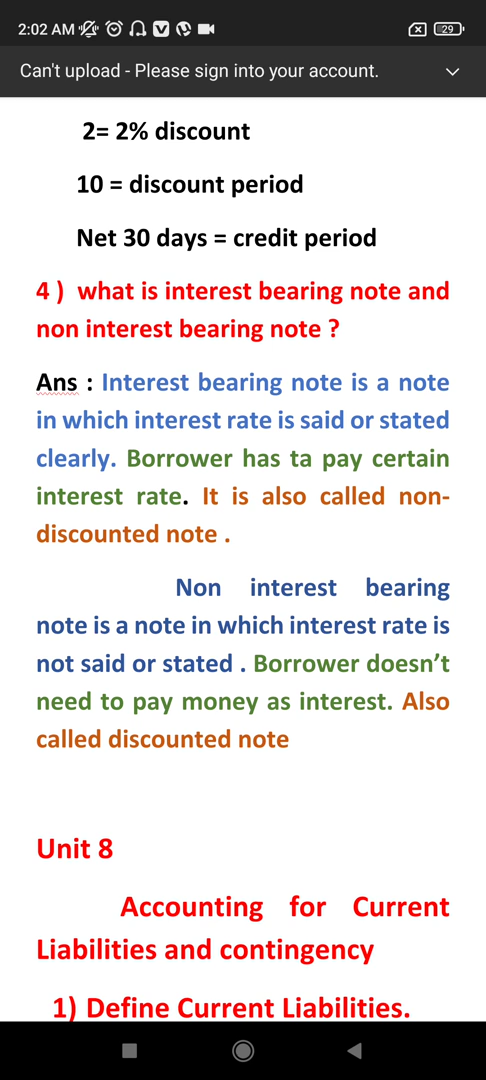 2:02 AM
29
Can't upload - Please sign into your account.
2= 2% discount
10 = discount period
Net 30 days = credit period
4 ) what is interest bearing note and
non interest bearing note ?
Ans : Interest bearing note is a note
in which interest rate is said or stated
clearly. Borrower has ta pay certain
interest rate. It is also called non-
discounted note .
Non interest bearing
note is a note in which interest rate is
not said or stated . Borrower doesn’t
need to pay money as interest. Also
called discounted note
Unit 8
Accounting for Current
Liabilities and contingency
1) Define Current Liabilities.